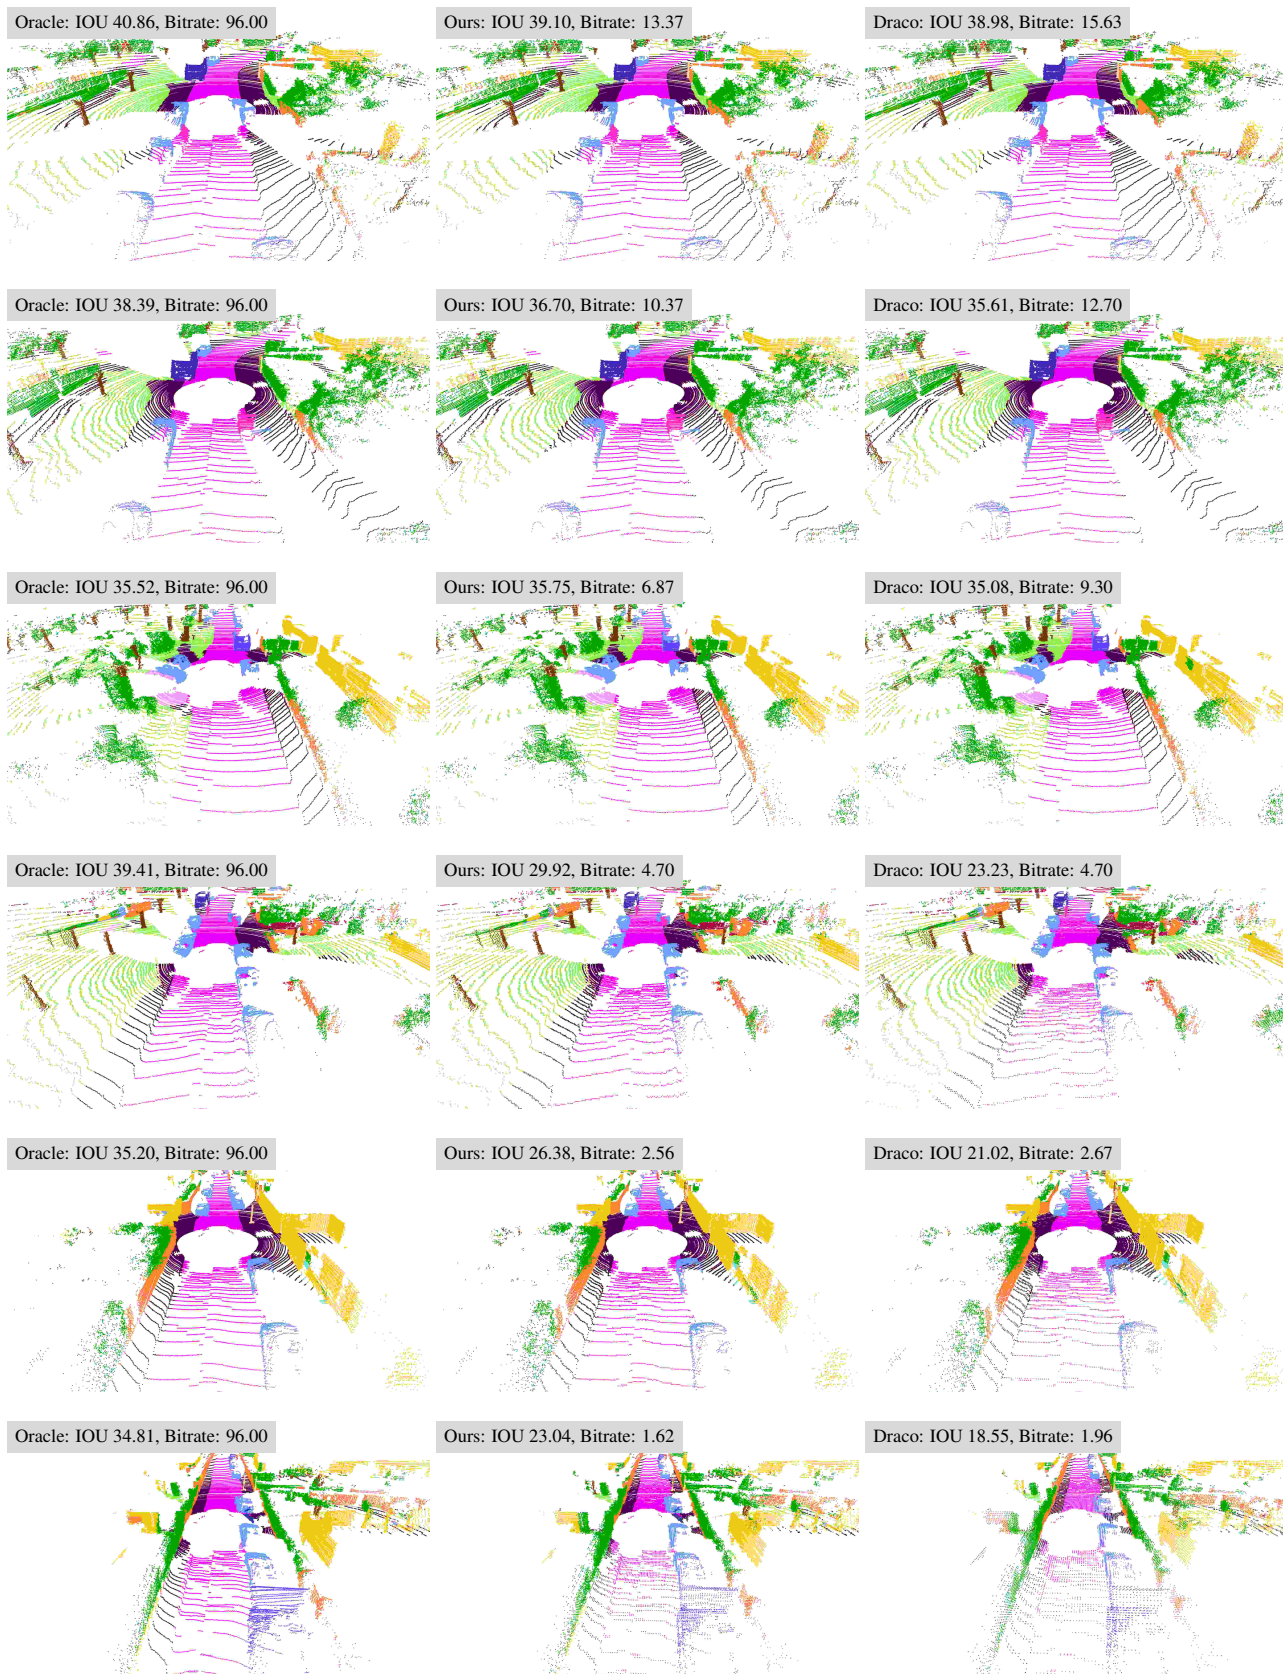 Oracle: IOU 40.86, Bitrate: 96.00
Ours: IOU 39.10, Bitrate: 13.37
Draco: IOU 38.98, Bitrate: 15.63
Oracle: IOU 38.39, Bitrate: 96.00
Ours: IOU 36.70, Bitrate: 10.37
Draco: IOU 35.61, Bitrate: 12.70
Oracle: IOU 35.52, Bitrate: 96.00
Ours: IOU 35.75, Bitrate: 6.87
Draco: IOU 35.08, Bitrate: 9.30
Oracle: IOU 39.41, Bitrate: 96.00
Ours: IOU 29.92, Bitrate: 4.70
Draco: IOU 23.23, Bitrate: 4.70
Oracle: IOU 35.20, Bitrate: 96.00
Ours: IOU 26.38, Bitrate: 2.56
Draco: IOU 21.02, Bitrate: 2.67
Oracle: IOU 34.81, Bitrate: 96.00
Ours: IOU 23.04, Bitrate: 1.62
Draco: IOU 18.55, Bitrate: 1.96